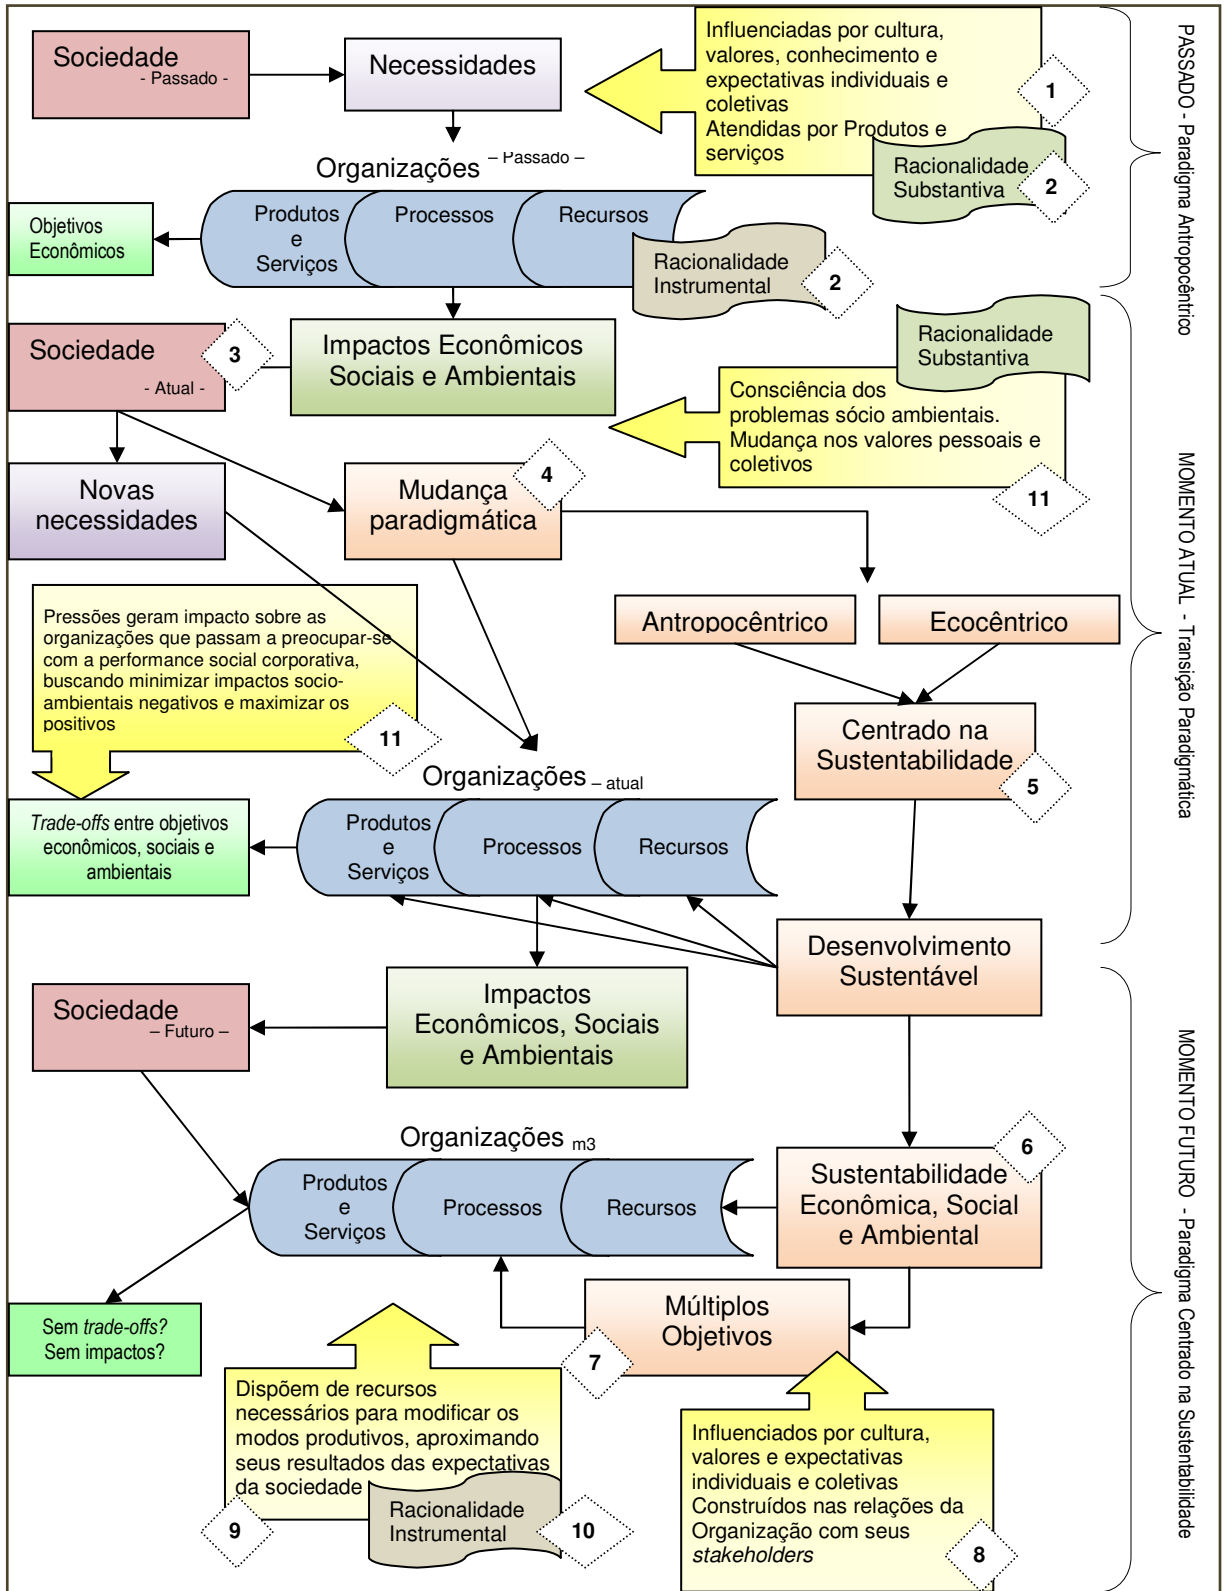 Sociedade
- Passado -
Necessidades
Influenciadas por cultura,
valores, conhecimento e
expectativas individuais e
coletivas
Atendidas por Produtos e
serviços
1
Racionalidade
Substantiva
2
PASSADO - Paradigma Antropocêntrico
Organizações – Passado –
Objetivos
Econômicos
Produtos
e
Serviços
Processos
Recursos
Racionalidade
Instrumental
2
Sociedade
- Atual -
3
Impactos Econômicos
Sociais e Ambientais
Racionalidade
Substantiva
Consciência dos
problemas sócio ambientais.
Mudança nos valores pessoais e
coletivos
11
MOMENTO ATUAL - Transição Paradigmática
Novas
necessidades
Mudança
paradigmática
4
Antropocêntrico
Ecocêntrico
Pressões geram impacto sobre as
organizações que passam a preocupar-se
com a performance social corporativa,
buscando minimizar impactos socio-
ambientais negativos e maximizar os
positivos
11
Centrado na
Sustentabilidade
5
Organizações – atual
Trade-offs entre objetivos
econômicos, sociais e
ambientais
Produtos
e
Serviços
Processos
Recursos
Desenvolvimento
Sustentável
Sociedade
– Futuro –
Impactos
Econômicos, Sociais
e Ambientais
MOMENTO FUTURO - Paradigma Centrado na Sustentabilidade
Organizações m3
Produtos
e
Serviços
Processos
Recursos
Sustentabilidade
Econômica, Social
e Ambiental
6
Múltiplos
Objetivos
7
Sem trade-offs?
Sem impactos?
Dispõem de recursos
necessários para modificar os
modos produtivos, aproximando
seus resultados das expectativas
da sociedade
9
Racionalidade
Instrumental
10
Influenciados por cultura,
valores e expectativas
individuais e coletivas
Construídos nas relações da
Organização com seus
stakeholders
8